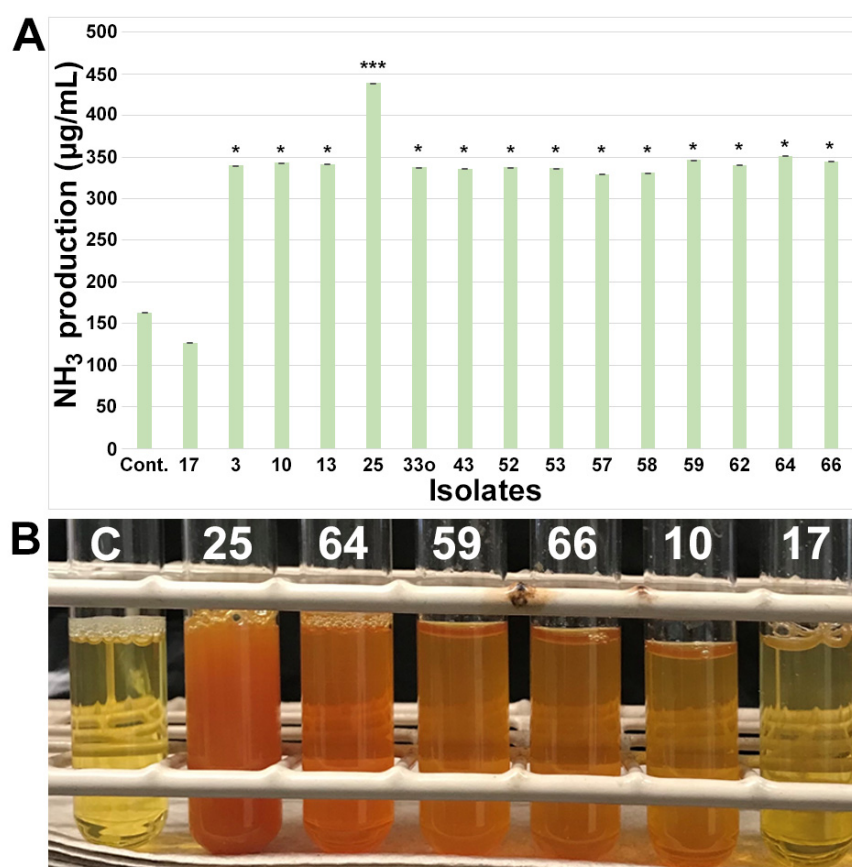 A
NH3 production (µg/mL)
500
450
400
350
300
250
200
150
100
50
0
***
* * * * * * * * * * * * *
Cont. 17 3 10 13 25 33o 43 52 53 57 58 59 62 64 66
Isolates
B
C 25 64 59 66 10 17